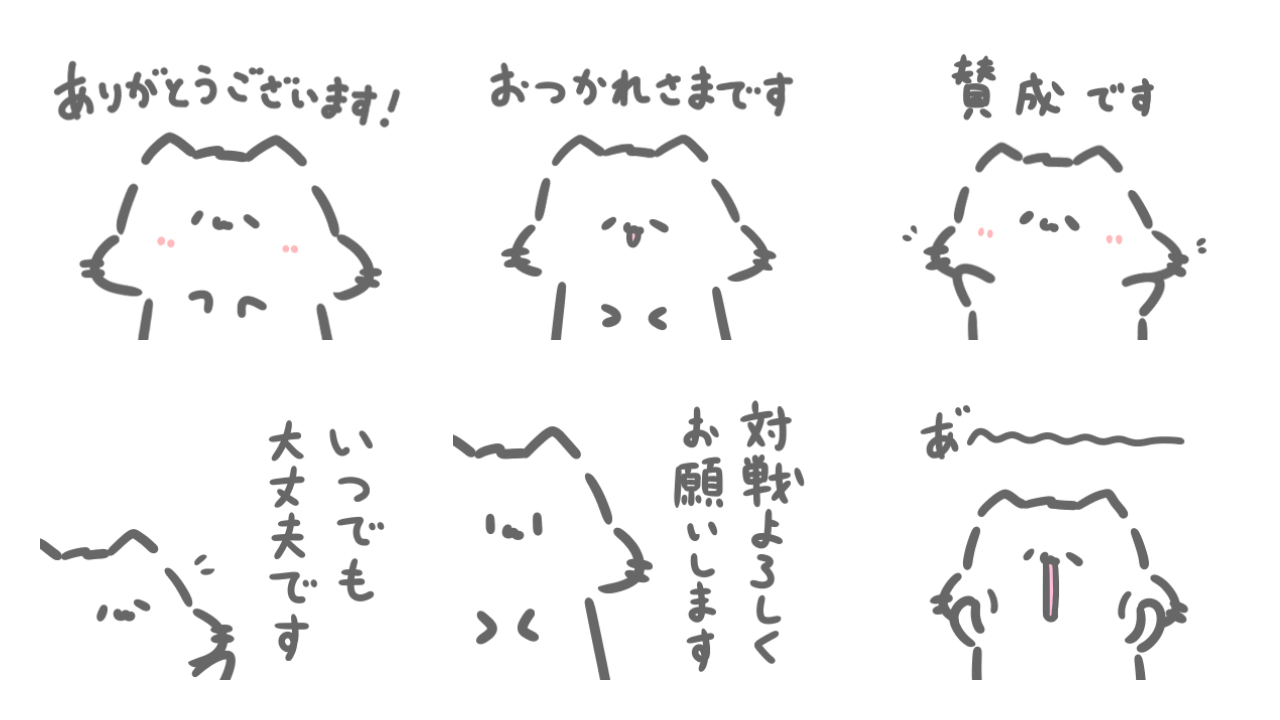 ありがとうございます!
おつかれさまです
賛成です
いつでも
大丈夫です
対戦よろしく
お願いします
あ゛〜